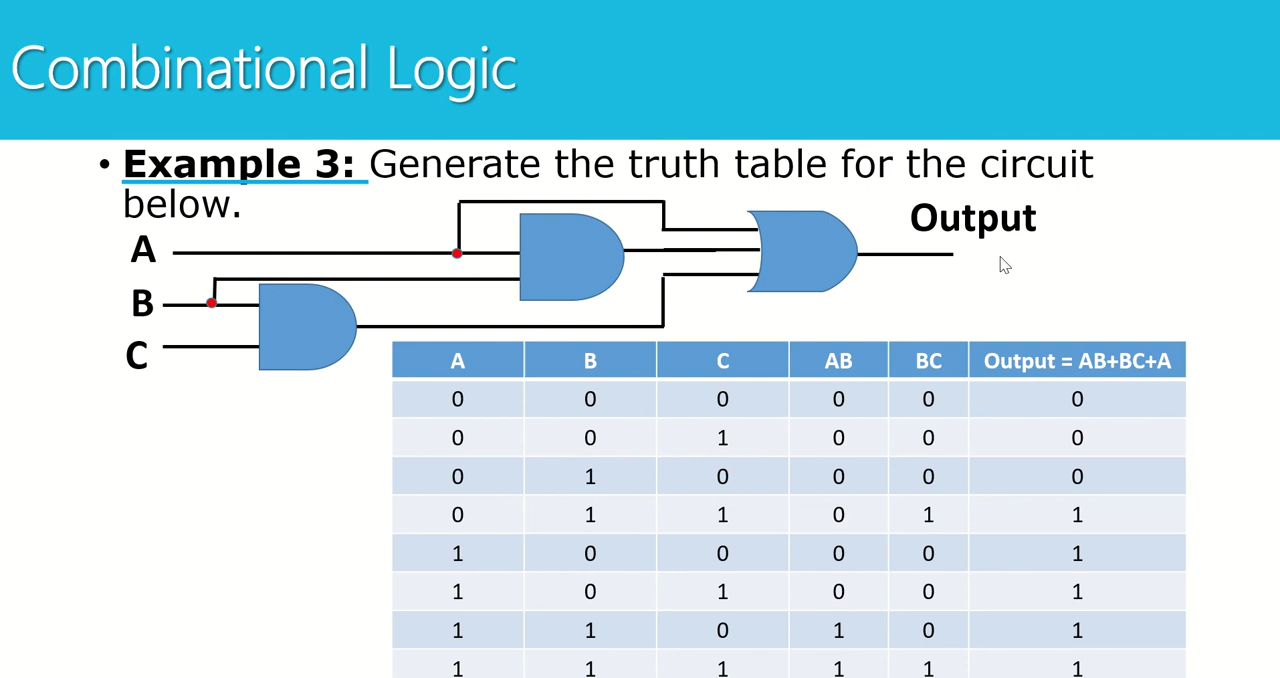 Combinational Logic
• Example 3: Generate the truth table for the circuit
below.
Output
A
B
C
A B C AB BC Output = AB+BC+A
0 0 0 0 0 0
0 0 1 0 0 0
0 1 0 0 0 0
0 1 1 0 1 1
1 0 0 0 0 1
1 0 1 0 0 1
1 1 0 1 0 1
1 1 1 1 1 1